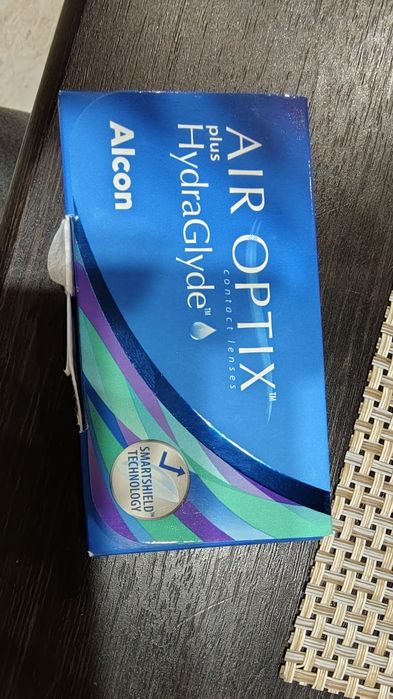 AIR OPTIX™
contact lenses
plus
HydraGlyde™
Alcon
SMARTSHIELD™
TECHNOLOGY